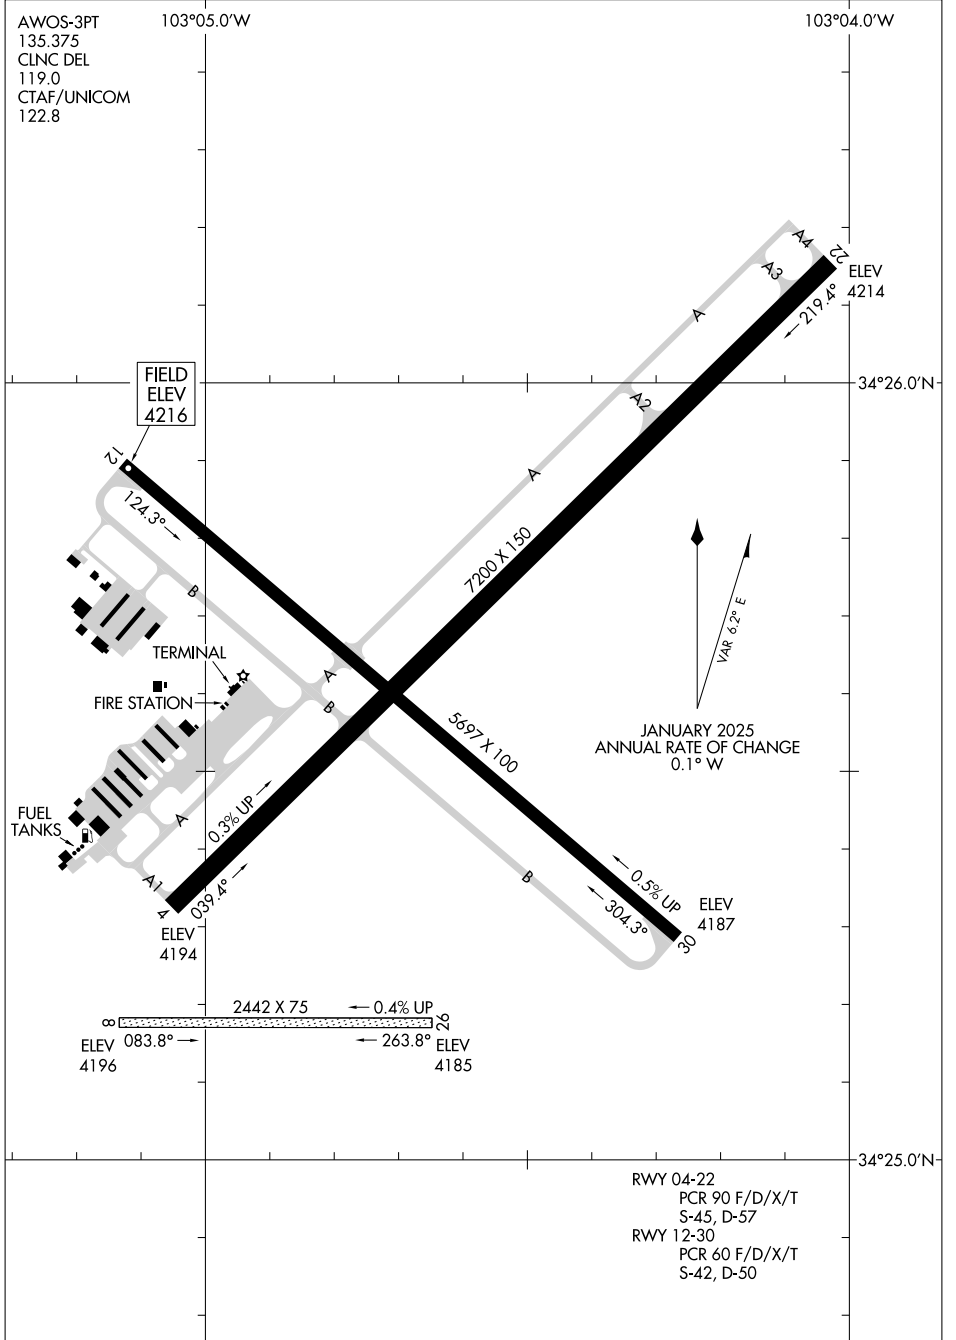 AWOS-3PT
135.375
CLNC DEL
119.0
CTAF/UNICOM
122.8
103°05.0'W
103°04.0'W
A4
22
A3
ELEV
4214
219.4°
A
34°26.0'N
FIELD
ELEV
4216
A2
12
A
124.3°
7200 X 150
B
VAR 6.2° E
TERMINAL
A
FIRE STATION
B
5697 X 100
JANUARY 2025
ANNUAL RATE OF CHANGE
0.1° W
FUEL
TANKS
A
0.3% UP
A1
039.4°
4
ELEV
4194
B
0.5% UP
304.3°
ELEV
4187
30
2442 X 75
0.4% UP
8
26
083.8°
263.8°
ELEV
4196
ELEV
4185
34°25.0'N
RWY 04-22
PCR 90 F/D/X/T
S-45, D-57
RWY 12-30
PCR 60 F/D/X/T
S-42, D-50